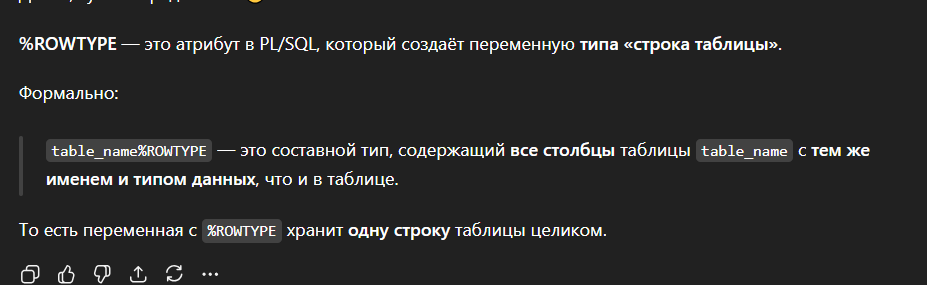 %ROWTYPE — это атрибут в PL/SQL, который создаёт переменную типа «строка таблицы».
Формально:
table_name%ROWTYPE — это составной тип, содержащий все столбцы таблицы table_name с тем же
именем и типом данных, что и в таблице.
То есть переменная с %ROWTYPE хранит одну строку таблицы целиком.